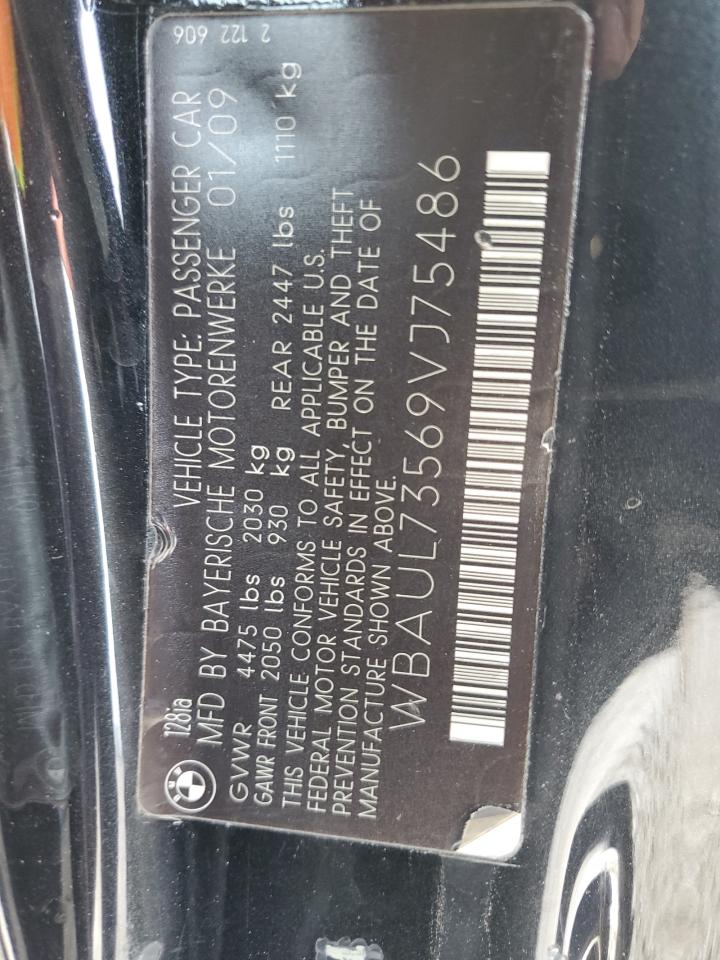 BMW 128ia VEHICLE TYPE: PASSENGER CAR 2 122 606
MFD BY BAYERISCHE MOTORENWERKE 01/09
GVWR 4475 lbs 2030 kg
GAWR FRONT 2050 lbs 930 kg REAR 2447 lbs 1110 kg
THIS VEHICLE CONFORMS TO ALL APPLICABLE U.S.
FEDERAL MOTOR VEHICLE SAFETY, BUMPER AND THEFT
PREVENTION STANDARDS IN EFFECT ON THE DATE OF
MANUFACTURE SHOWN ABOVE.
WBAUL73569VJ75486